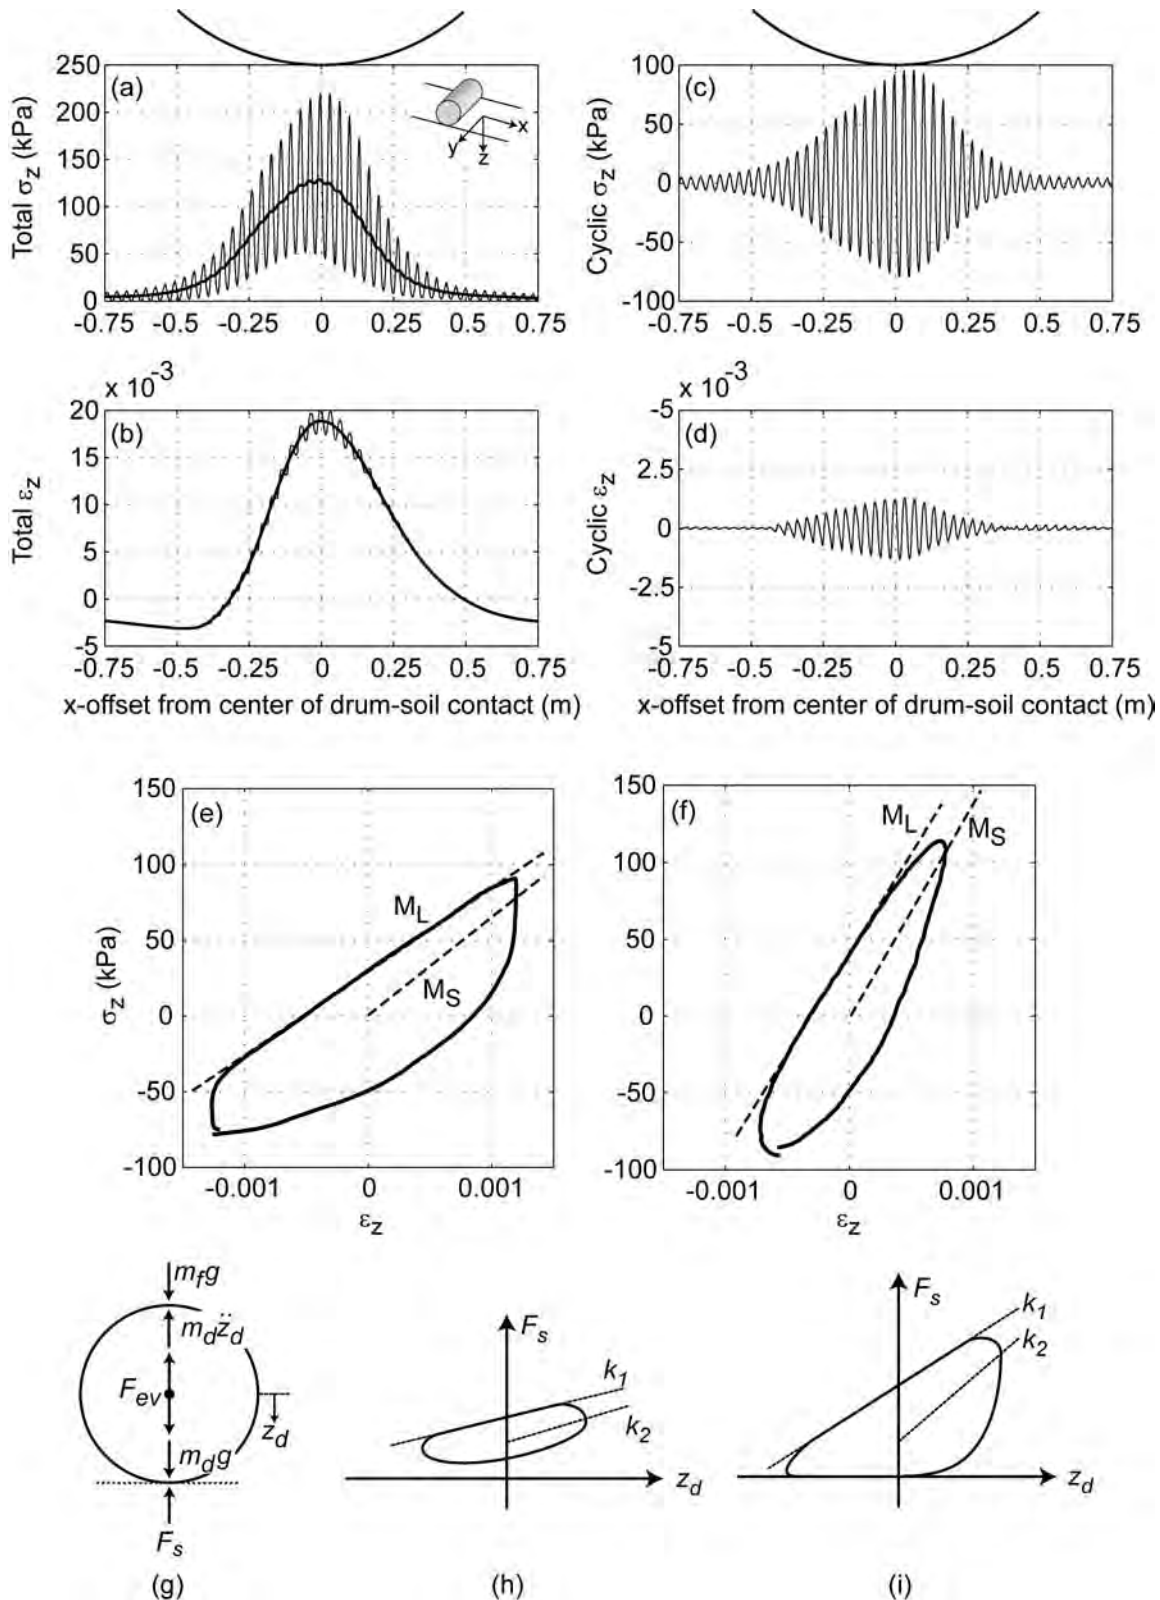 (a)
250
200
150
100
50
0
Total σz (kPa)
x
y
z
-0.75 -0.5 -0.25 0 0.25 0.5 0.75
(c)
100
50
0
-50
-100
Cyclic σz (kPa)
-0.75 -0.5 -0.25 0 0.25 0.5 0.75
x 10-3
(b)
20
15
10
5
0
-5
Total εz
-0.75 -0.5 -0.25 0 0.25 0.5 0.75
x-offset from center of drum-soil contact (m)
x 10-3
(d)
-5
2.5
0
-2.5
-5
Cyclic εz
-0.75 -0.5 -0.25 0 0.25 0.5 0.75
x-offset from center of drum-soil contact (m)
(e)
150
100
50
0
-50
-100
σz (kPa)
ML
MS
-0.001 0 0.001
εz
(f)
150
100
50
0
-50
-100
ML
MS
-0.001 0 0.001
εz
mfg
mdz̈d
Fev
zd
mdg
Fs
(g)
Fs
k1
k2
zd
(h)
Fs
k1
k2
zd
(i)